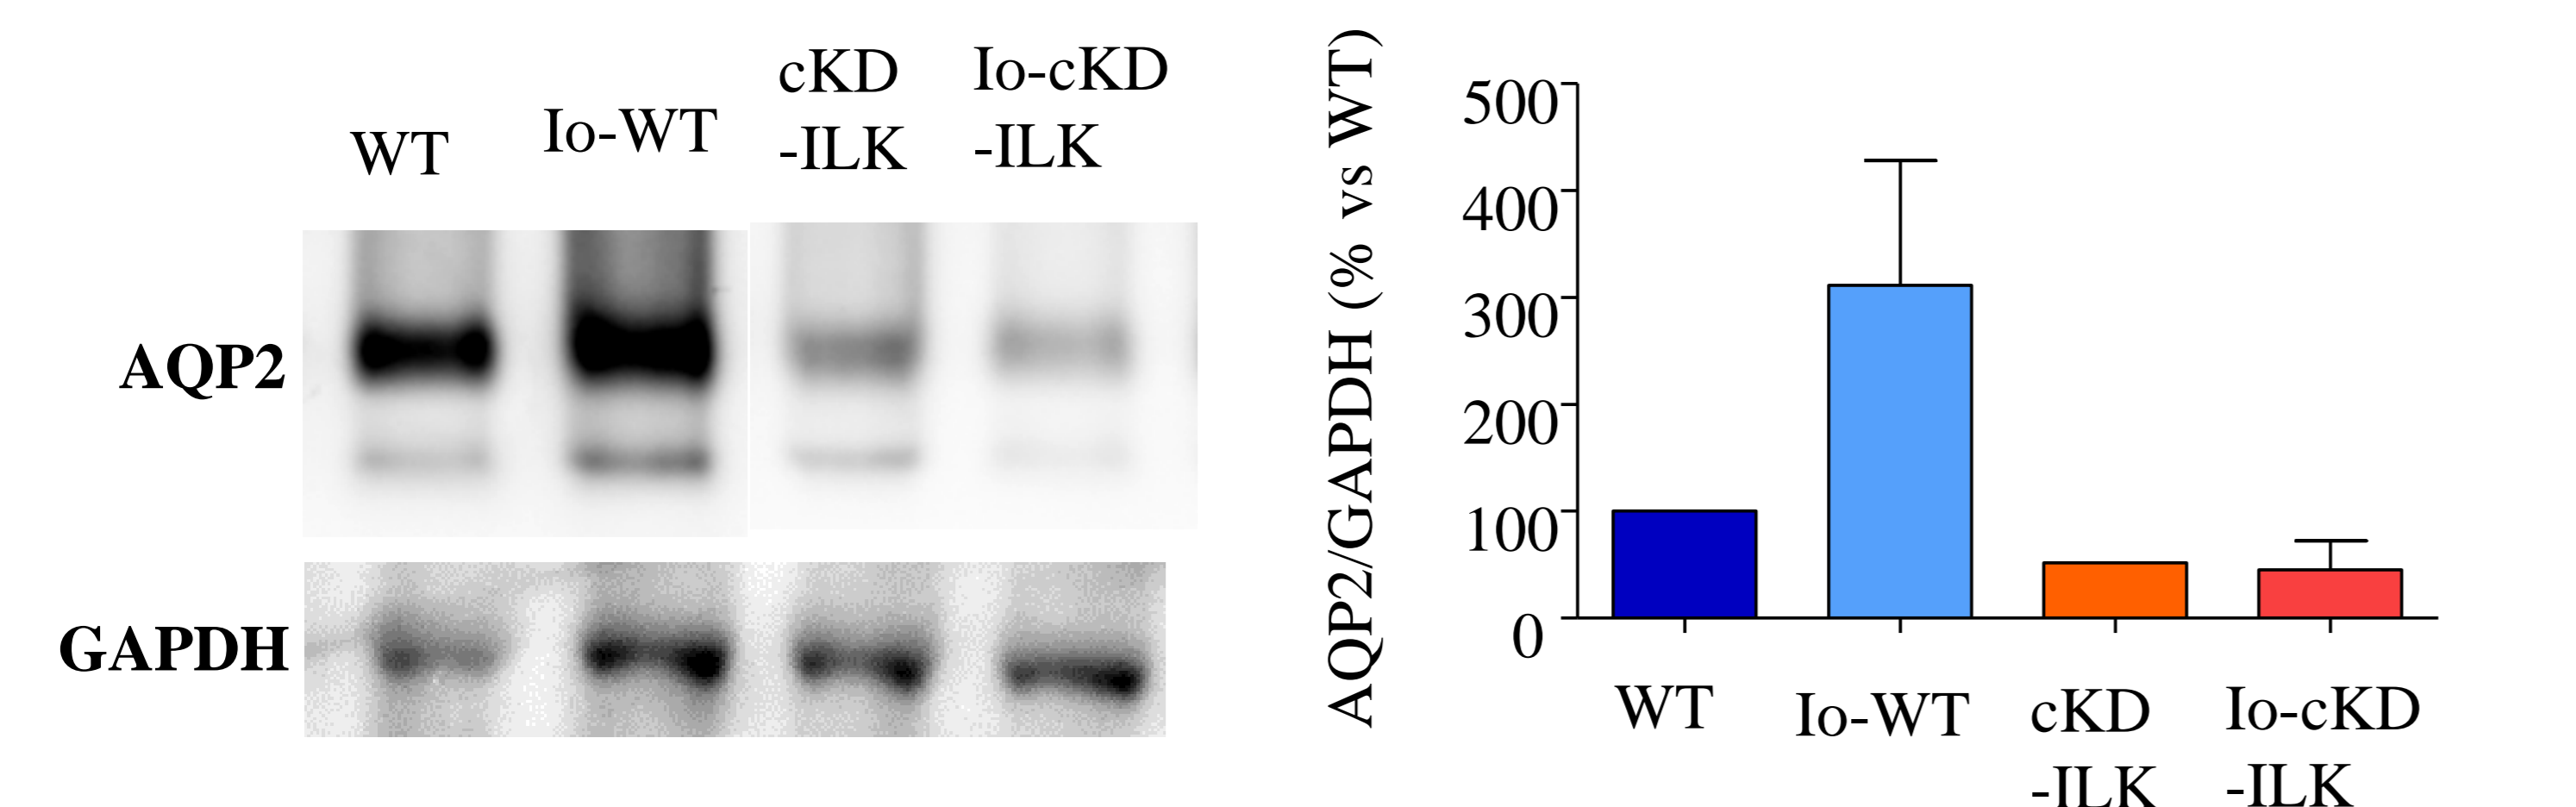 WT
Io-WT
cKD
-ILK
Io-cKD
-ILK
AQP2
GAPDH
AQP2/GAPDH (% vs WT)
500
400
300
200
100
0
WT
Io-WT
cKD
-ILK
Io-cKD
-ILK